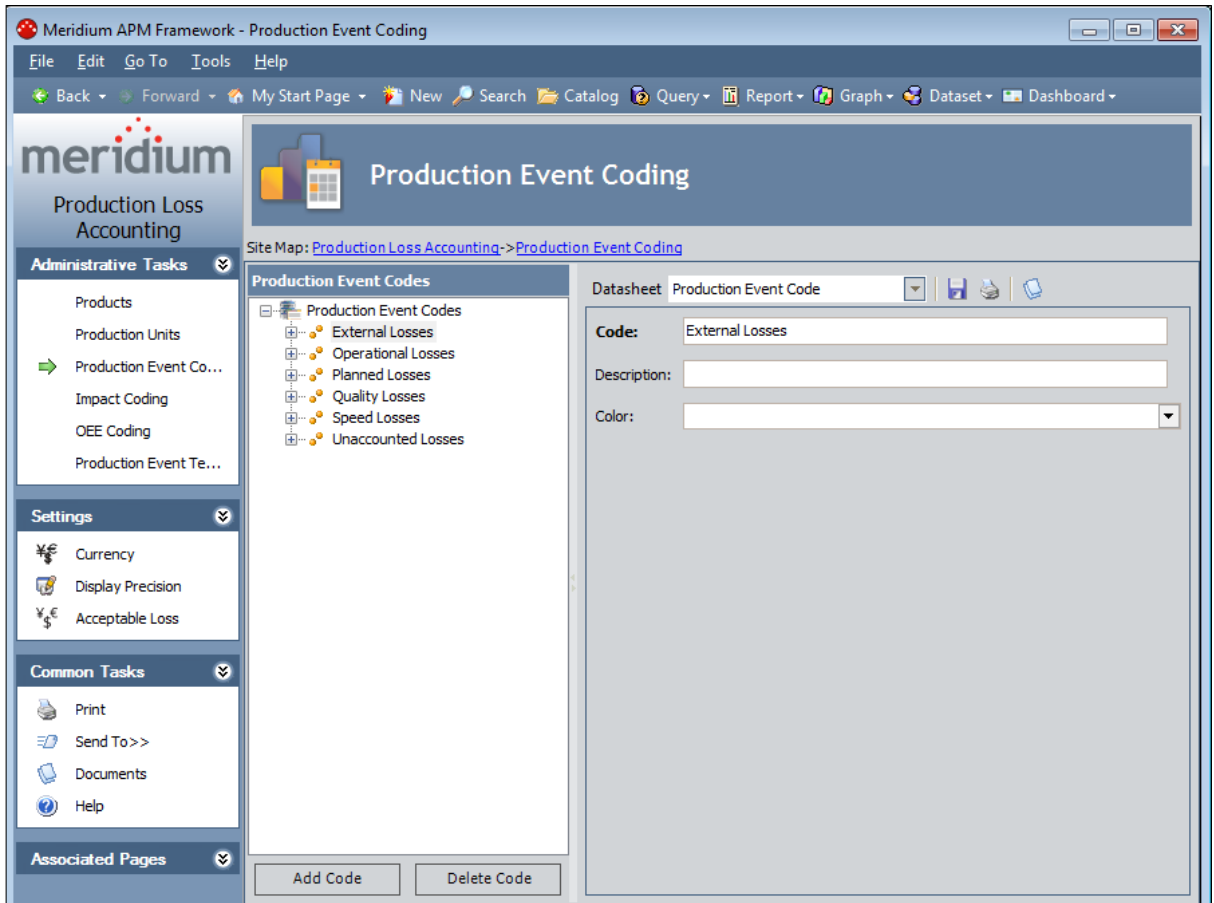 Meridium APM Framework - Production Event Coding
File Edit Go To Tools Help
Back Forward My Start Page New Search Catalog Query Report Graph Dataset Dashboard
meridium
Production Loss
Accounting
Production Event Coding
Site Map: Production Loss Accounting->Production Event Coding
Administrative Tasks
Products
Production Units
Production Event Co...
Impact Coding
OEE Coding
Production Event Te...
Settings
Currency
Display Precision
Acceptable Loss
Common Tasks
Print
Send To>>
Documents
Help
Associated Pages
Production Event Codes
Production Event Codes
External Losses
Operational Losses
Planned Losses
Quality Losses
Speed Losses
Unaccounted Losses
Add Code Delete Code
Datasheet Production Event Code
Code: External Losses
Description:
Color: